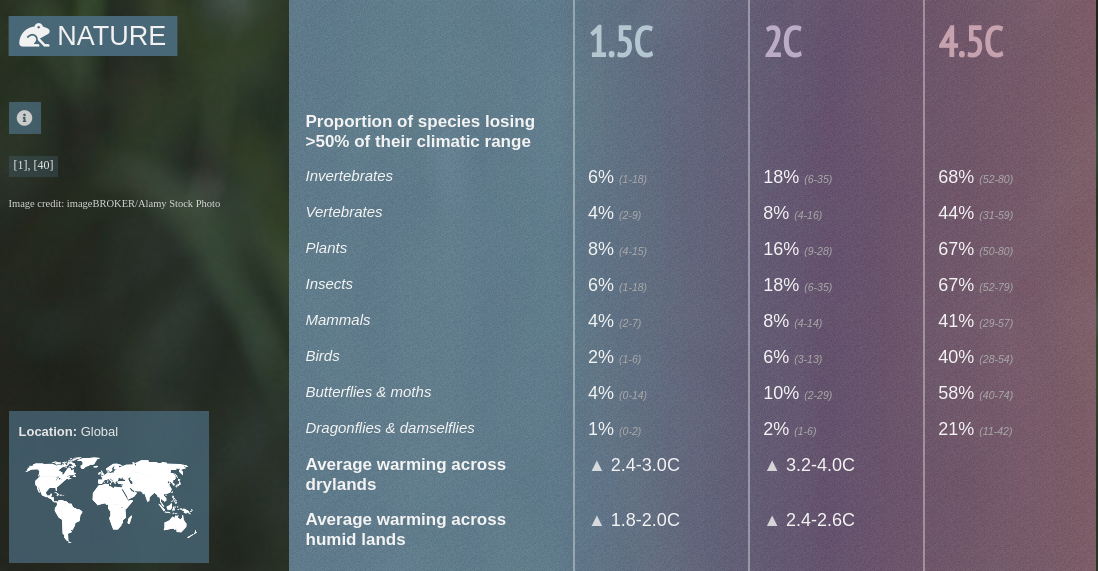 NATURE
1.5C 2C 4.5C
[1], [40]
Image credit: imageBROKER/Alamy Stock Photo
Proportion of species losing
>50% of their climatic range
Invertebrates 6% (1-18) 18% (6-35) 68% (52-80)
Vertebrates 4% (2-9) 8% (4-16) 44% (31-59)
Plants 8% (4-15) 16% (9-28) 67% (50-80)
Insects 6% (1-18) 18% (6-35) 67% (52-79)
Mammals 4% (2-7) 8% (4-14) 41% (29-57)
Birds 2% (1-6) 6% (3-13) 40% (28-54)
Butterflies & moths 4% (0-14) 10% (2-29) 58% (40-74)
Dragonflies & damselflies 1% (0-2) 2% (1-6) 21% (11-42)
Average warming across
drylands
▲ 2.4-3.0C ▲ 3.2-4.0C
Average warming across
humid lands
▲ 1.8-2.0C ▲ 2.4-2.6C
Location: Global